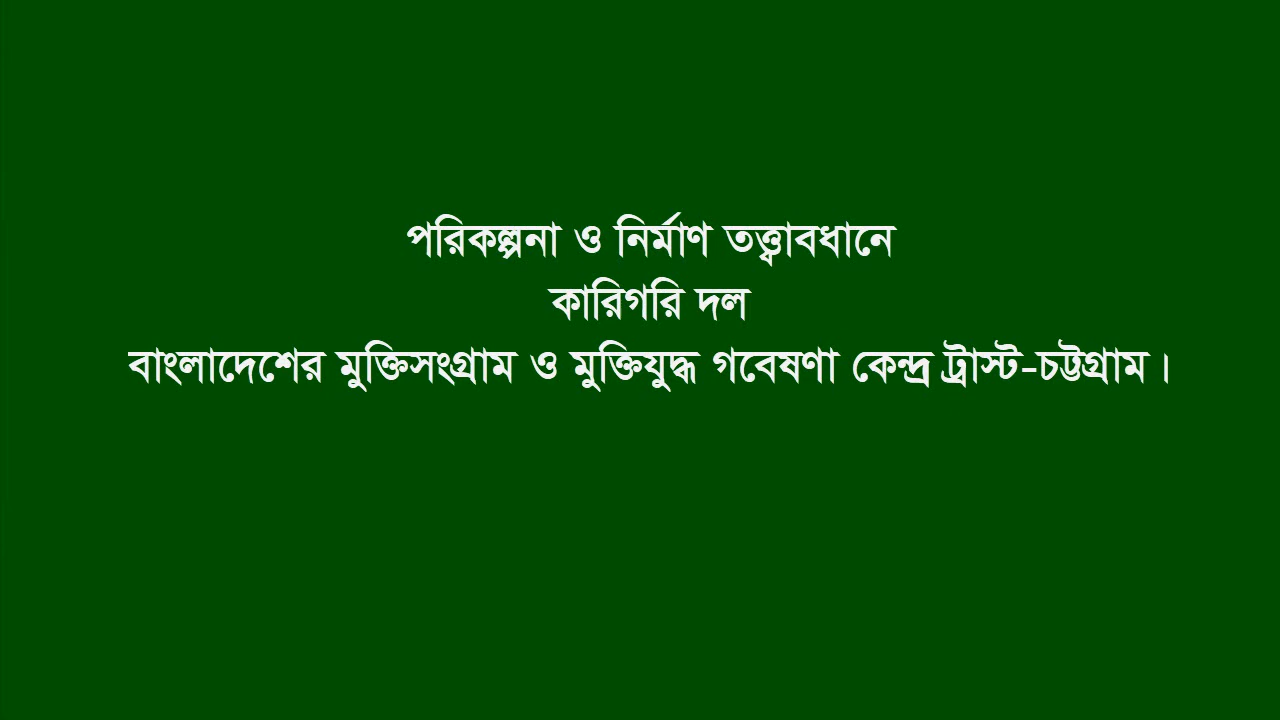 পরিকল্পনা ও নির্মাণ তত্ত্বাবধানে
কারিগরি দল
বাংলাদেশের মুক্তিসংগ্রাম ও মুক্তিযুদ্ধ গবেষণা কেন্দ্র ট্রাস্ট-চট্টগ্রাম।